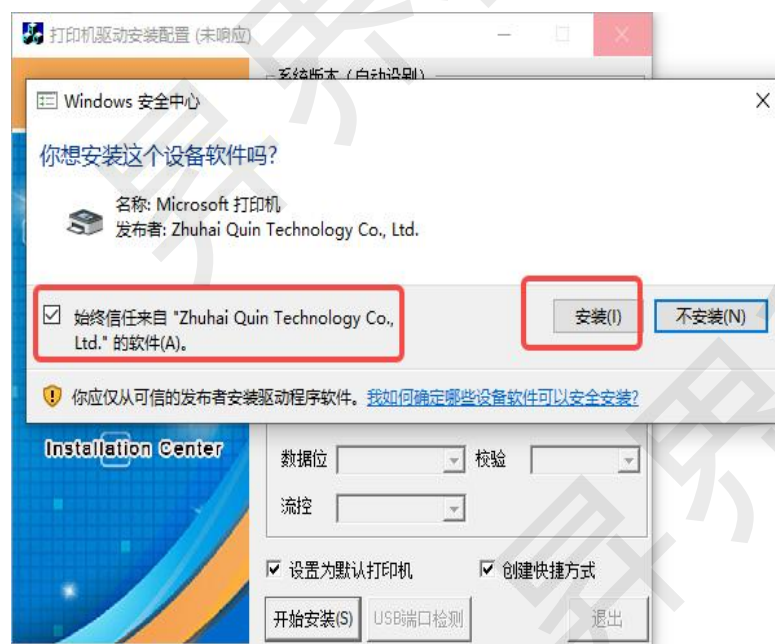 打印机驱动安装配置 (未响应)
系统版本（自动识别）
Windows 安全中心
你想安装这个设备软件吗?
名称: Microsoft 打印机
发布者: Zhuhai Quin Technology Co., Ltd.
始终信任来自 "Zhuhai Quin Technology Co.,
Ltd." 的软件(A)。
安装(I)
不安装(N)
你应仅从可信的发布者安装驱动程序软件。我如何确定哪些设备软件可以安全安装?
Installation Center
数据位
校验
流控
设置为默认打印机
创建快捷方式
开始安装(S)
USB端口检测
退出